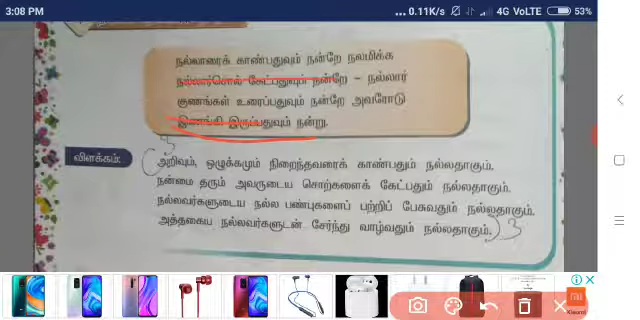 3:08 PM
... 0.11K/s 4G VoLTE 53%
நல்லாரைக் காண்பதுவும் நன்றே நலமிக்க
நல்லார்சொல் கேட்பதுவும் நன்றே – நல்லார்
குணங்கள் உரைப்பதுவும் நன்றே அவரோடு
இணங்கி இருப்பதுவும் நன்று.
விளக்கம்:
அறிவும், ஒழுக்கமும் நிறைந்தவரைக் காண்பதும் நல்லதாகும்.
நன்மை தரும் அவருடைய சொற்களைக் கேட்பதும் நல்லதாகும்.
நல்லவர்களுடைய நல்ல பண்புகளைப் பற்றிப் பேசுவதும் நல்லதாகும்.
அத்தகைய நல்லவர்களுடன் சேர்ந்து வாழ்வதும் நல்லதாகும். 3
mi
Xiaomi